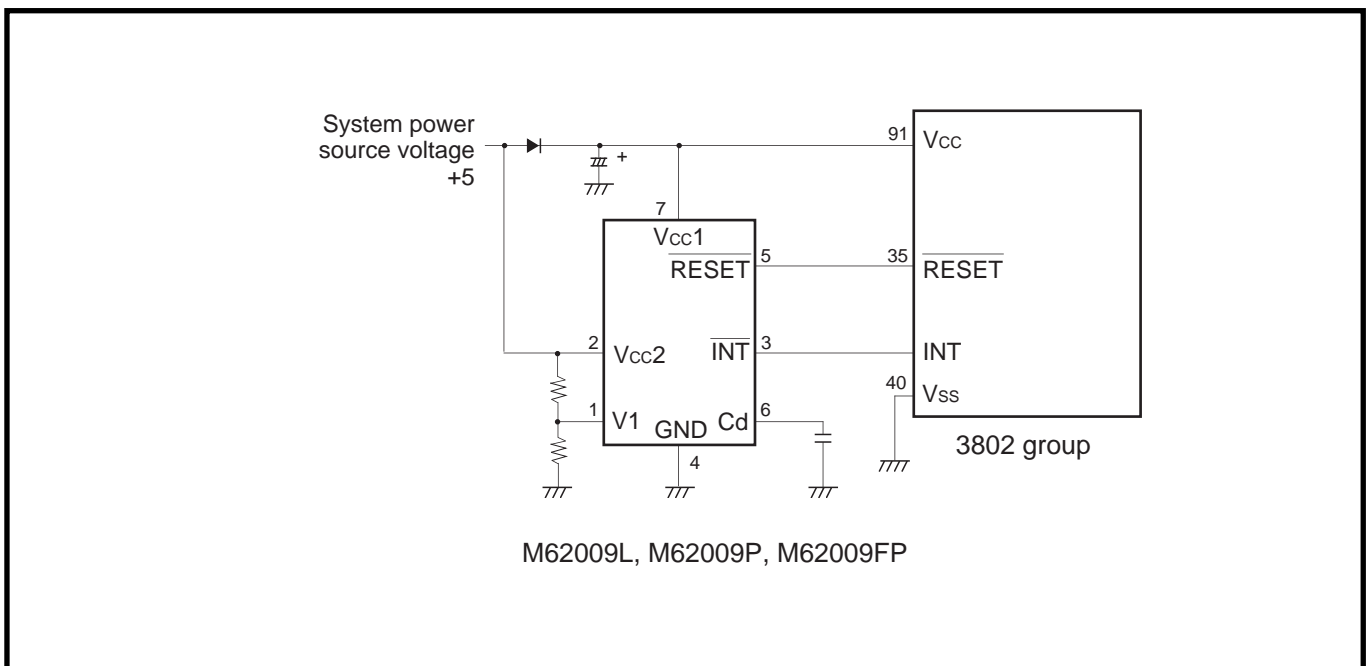 System power
source voltage
+5
+
91 VCC
7
VCC1
RESET 5
35 RESET
2 VCC2
INT 3
INT
40 VSS
1 V1
GND
Cd 6
4
3802 group
M62009L, M62009P, M62009FP